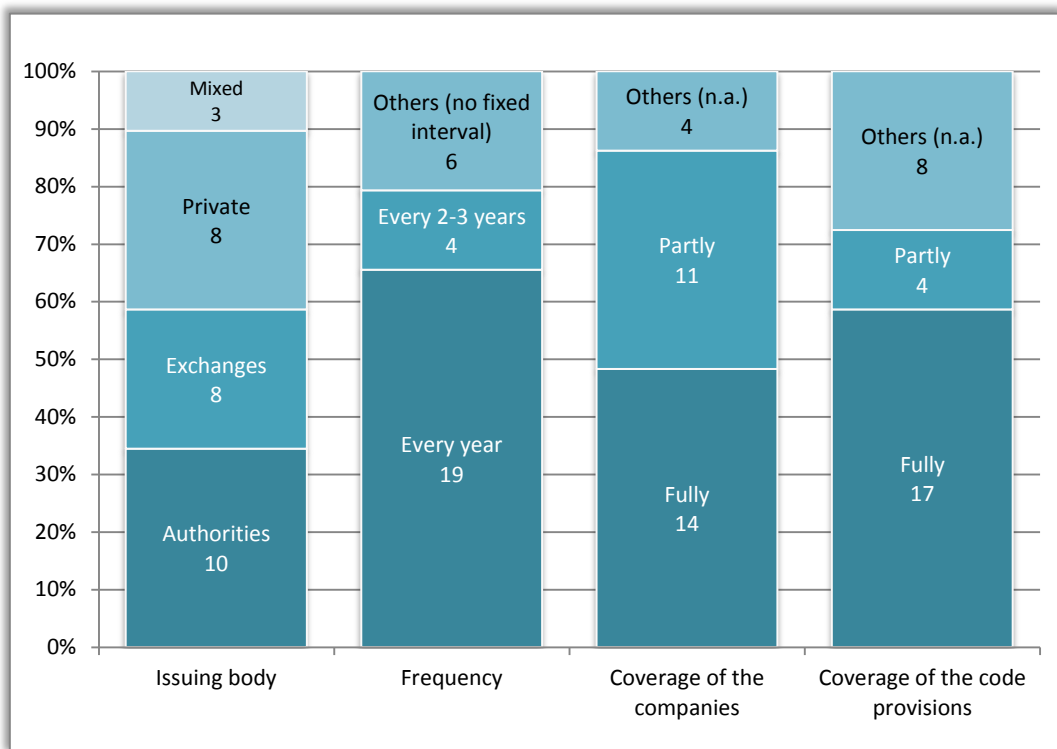 100%
90%
80%
70%
60%
50%
40%
30%
20%
10%
0%
Mixed
3
Private
8
Exchanges
8
Authorities
10
Others (no fixed
interval)
6
Every 2-3 years
4
Every year
19
Others (n.a.)
4
Partly
11
Fully
14
Others (n.a.)
8
Partly
4
Fully
17
Issuing body
Frequency
Coverage of the
companies
Coverage of the code
provisions